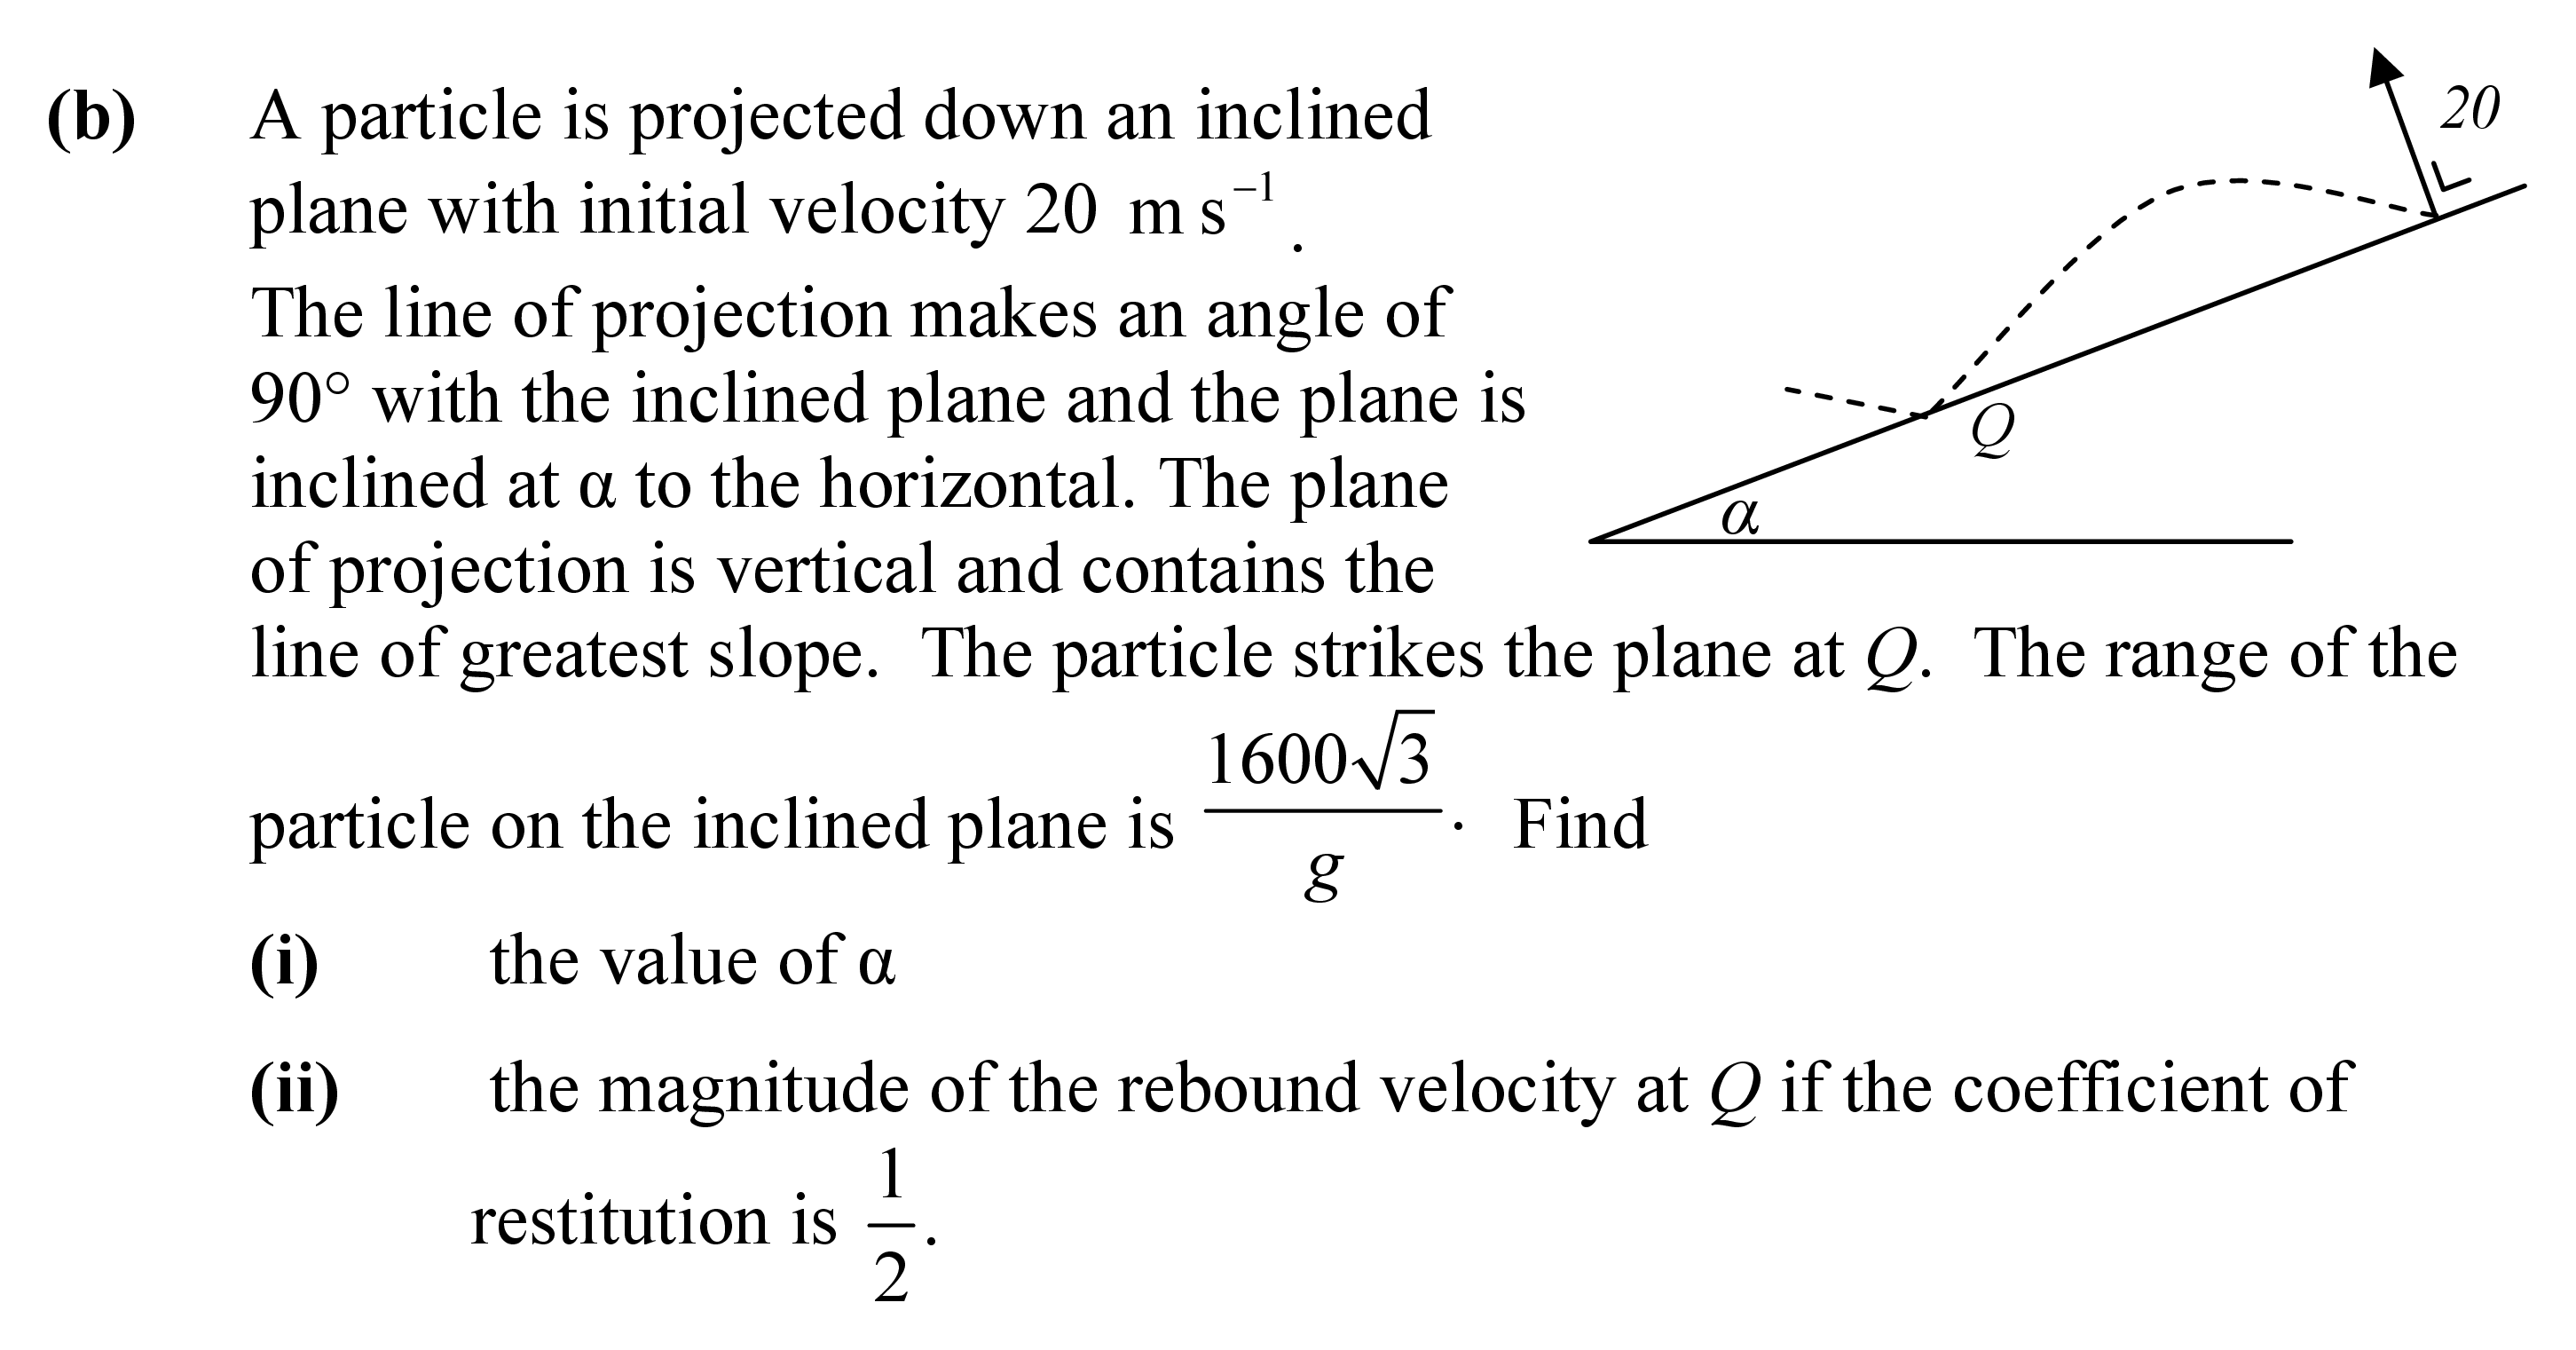 (b) A particle is projected down an inclined
plane with initial velocity 20 m s⁻¹.
The line of projection makes an angle of
90° with the inclined plane and the plane is
inclined at α to the horizontal. The plane
of projection is vertical and contains the
line of greatest slope. The particle strikes the plane at Q. The range of the
particle on the inclined plane is 1600√3/g. Find
(i) the value of α
(ii) the magnitude of the rebound velocity at Q if the coefficient of
restitution is 1/2.
20
Q
α